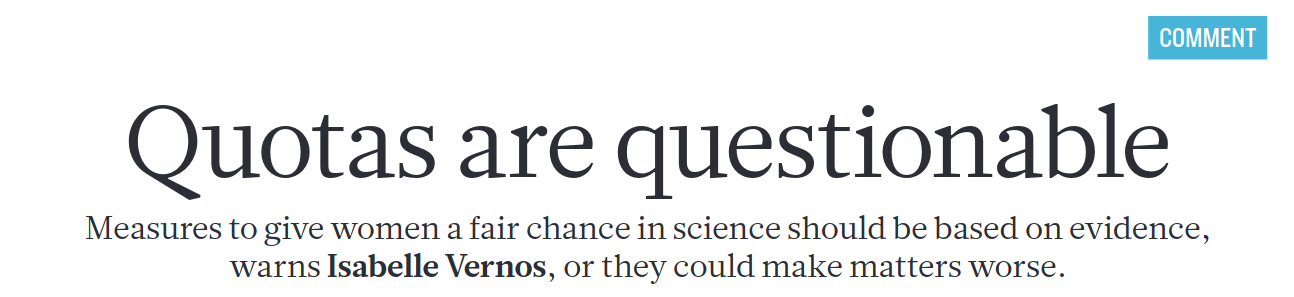 COMMENT
Quotas are questionable
Measures to give women a fair chance in science should be based on evidence,
warns Isabelle Vernos, or they could make matters worse.